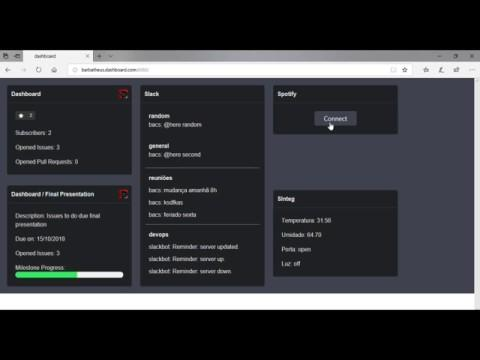 dashboard
barbatheus.dashboard.com
Dashboard
★ 2
Subscribers: 2
Opened Issues: 3
Opened Pull Requests: 0
Dashboard / Final Presentation
Description: Issues to do due final
presentation
Due on: 15/10/2018
Opened Issues: 3
Milestone Progress:
Slack
random
bacs: @here random
general
bacs: @here second
reuniões
bacs: mudança amanhã 8h
bacs: ksdfkas
bacs: feriado sexta
devops
slackbot: Reminder: server updated.
slackbot: Reminder: server up.
slackbot: Reminder: server down.
Spotify
Connect
SInteg
Temperatura: 31.56
Umidade: 64.79
Porta: open
Luz: off